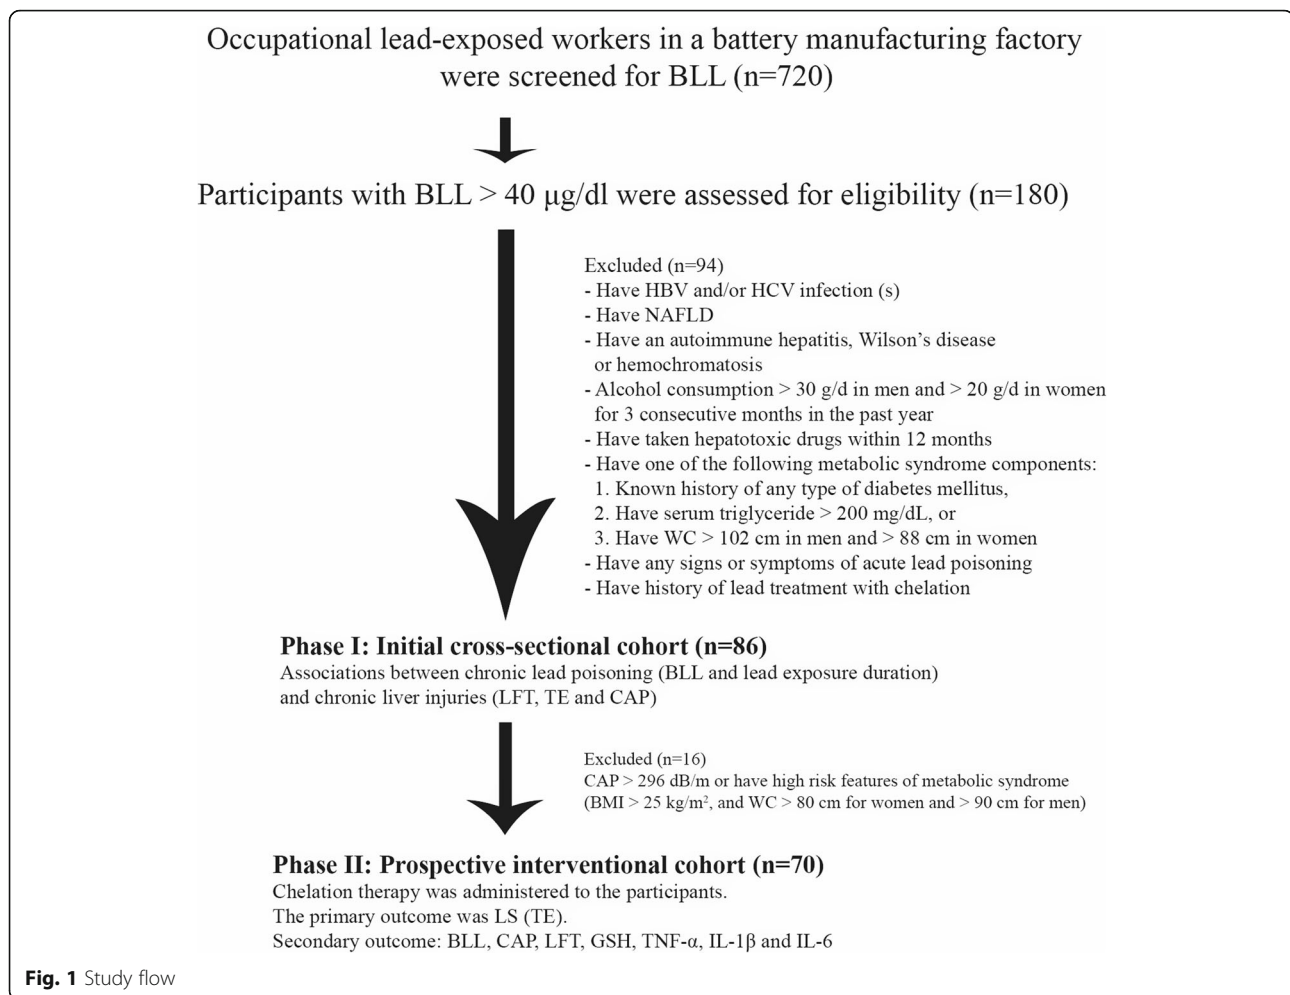 Occupational lead-exposed workers in a battery manufacturing factory
were screened for BLL (n=720)
Participants with BLL > 40 μg/dl were assessed for eligibility (n=180)
Excluded (n=94)
- Have HBV and/or HCV infection (s)
- Have NAFLD
- Have an autoimmune hepatitis, Wilson's disease
or hemochromatosis
- Alcohol consumption > 30 g/d in men and > 20 g/d in women
for 3 consecutive months in the past year
- Have taken hepatotoxic drugs within 12 months
- Have one of the following metabolic syndrome components:
1. Known history of any type of diabetes mellitus,
2. Have serum triglyceride > 200 mg/dL, or
3. Have WC > 102 cm in men and > 88 cm in women
- Have any signs or symptoms of acute lead poisoning
- Have history of lead treatment with chelation
Phase I: Initial cross-sectional cohort (n=86)
Associations between chronic lead poisoning (BLL and lead exposure duration)
and chronic liver injuries (LFT, TE and CAP)
Excluded (n=16)
CAP > 296 dB/m or have high risk features of metabolic syndrome
(BMI > 25 kg/m², and WC > 80 cm for women and > 90 cm for men)
Phase II: Prospective interventional cohort (n=70)
Chelation therapy was administered to the participants.
The primary outcome was LS (TE).
Secondary outcome: BLL, CAP, LFT, GSH, TNF-α, IL-1β and IL-6
Fig. 1 Study flow